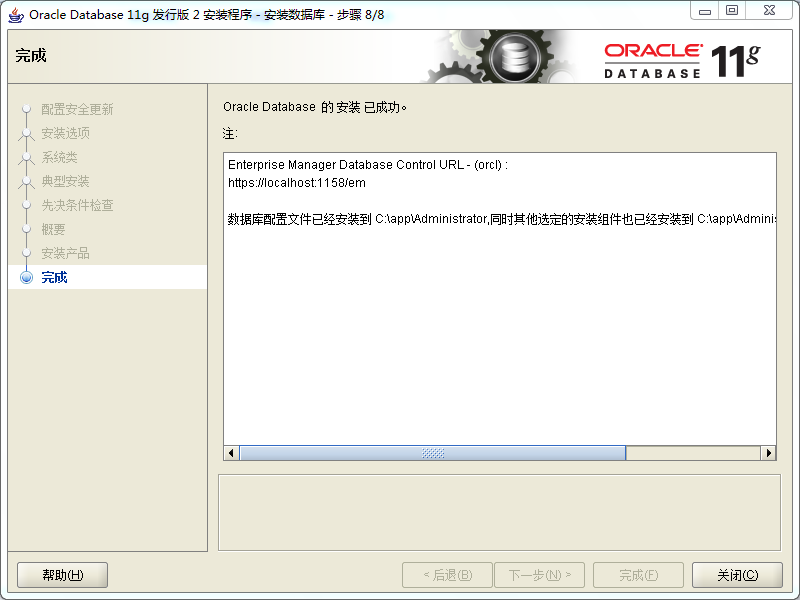 Oracle Database 11g 发行版 2 安装程序 - 安装数据库 - 步骤 8/8
完成
ORACLE
DATABASE 11g
配置安全更新
安装选项
系统类
典型安装
先决条件检查
概要
安装产品
完成
Oracle Database 的 安装 已成功。
注:
Enterprise Manager Database Control URL - (orcl) :
https://localhost:1158/em
数据库配置文件已经安装到 C:\app\Administrator,同时其他选定的安装组件也已经安装到 C:\app\Adminis
帮助(H)
< 后退(B)
下一步(N) >
完成(F)
关闭(C)